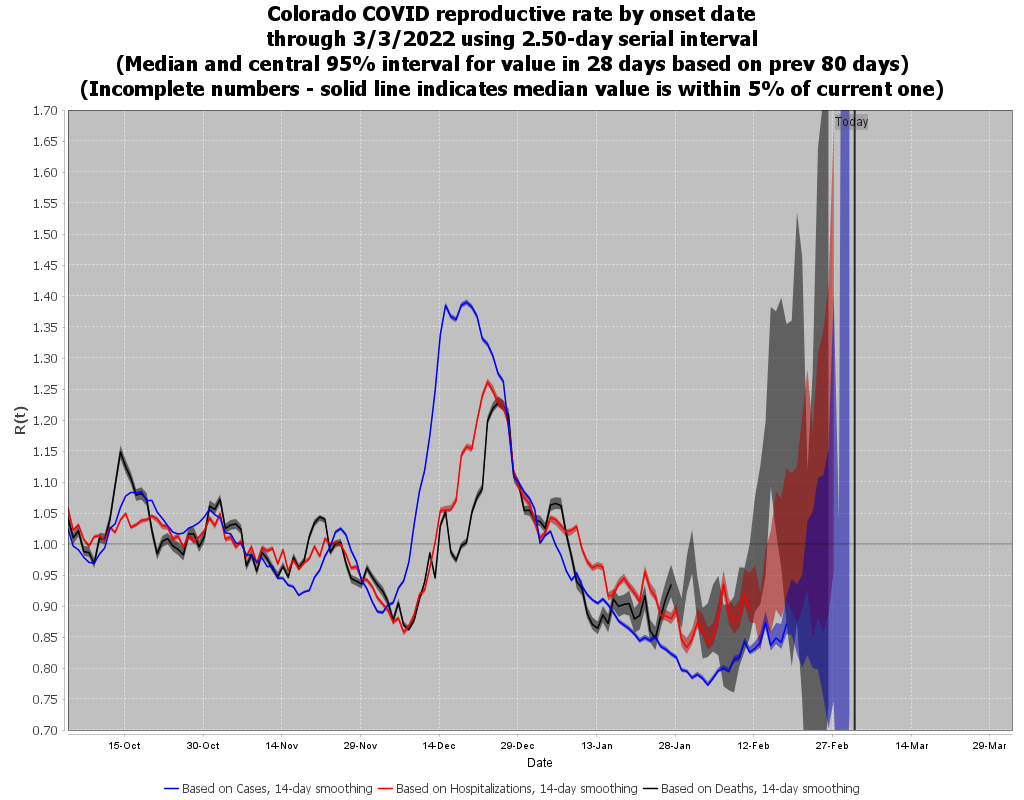 Colorado COVID reproductive rate by onset date
through 3/3/2022 using 2.50-day serial interval
(Median and central 95% interval for value in 28 days based on prev 80 days)
(Incomplete numbers - solid line indicates median value is within 5% of current one)
Today
1.70
1.65
1.60
1.55
1.50
1.45
1.40
1.35
1.30
1.25
1.20
1.15
1.10
1.05
1.00
0.95
0.90
0.85
0.80
0.75
0.70
R(t)
15-Oct 30-Oct 14-Nov 29-Nov 14-Dec 29-Dec 13-Jan 28-Jan 12-Feb 27-Feb 14-Mar 29-Mar
Date
Based on Cases, 14-day smoothing Based on Hospitalizations, 14-day smoothing Based on Deaths, 14-day smoothing